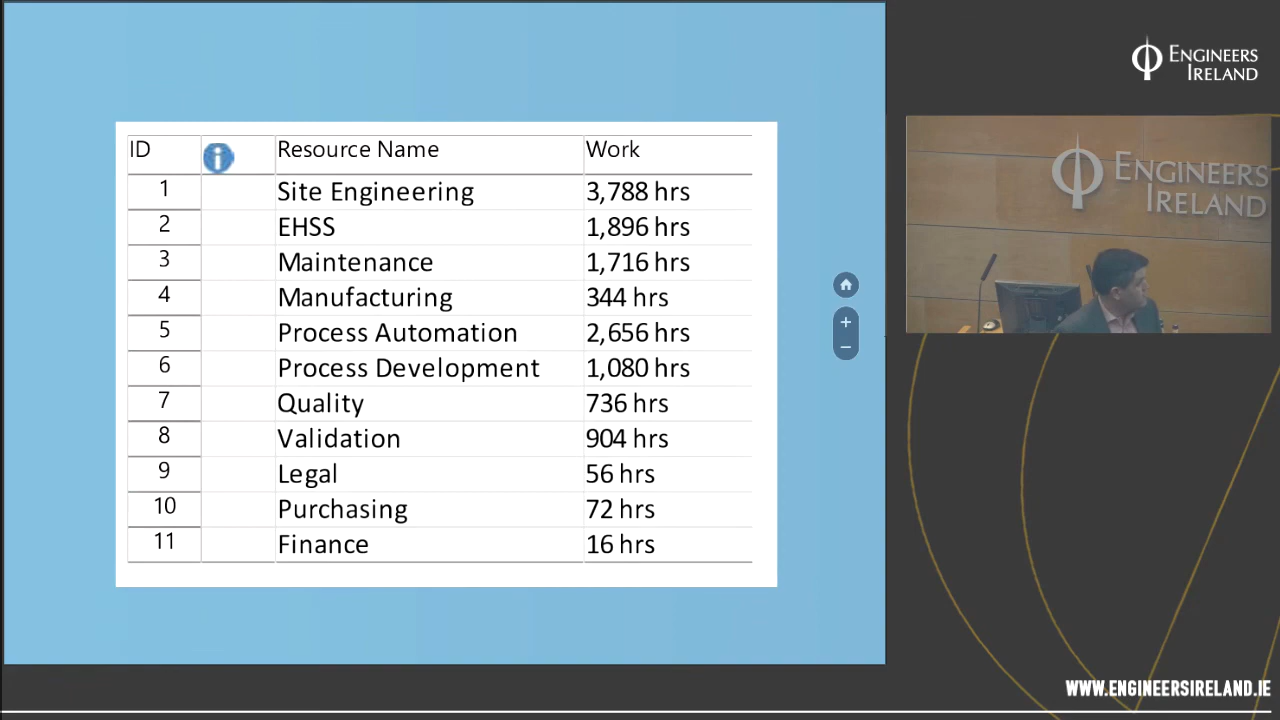 ENGINEERS
IRELAND
ID Resource Name Work
1 Site Engineering 3,788 hrs
2 EHSS 1,896 hrs
3 Maintenance 1,716 hrs
4 Manufacturing 344 hrs
5 Process Automation 2,656 hrs
6 Process Development 1,080 hrs
7 Quality 736 hrs
8 Validation 904 hrs
9 Legal 56 hrs
10 Purchasing 72 hrs
11 Finance 16 hrs
ENGINEERS
IRELAND
WWW.ENGINEERSIRELAND.IE